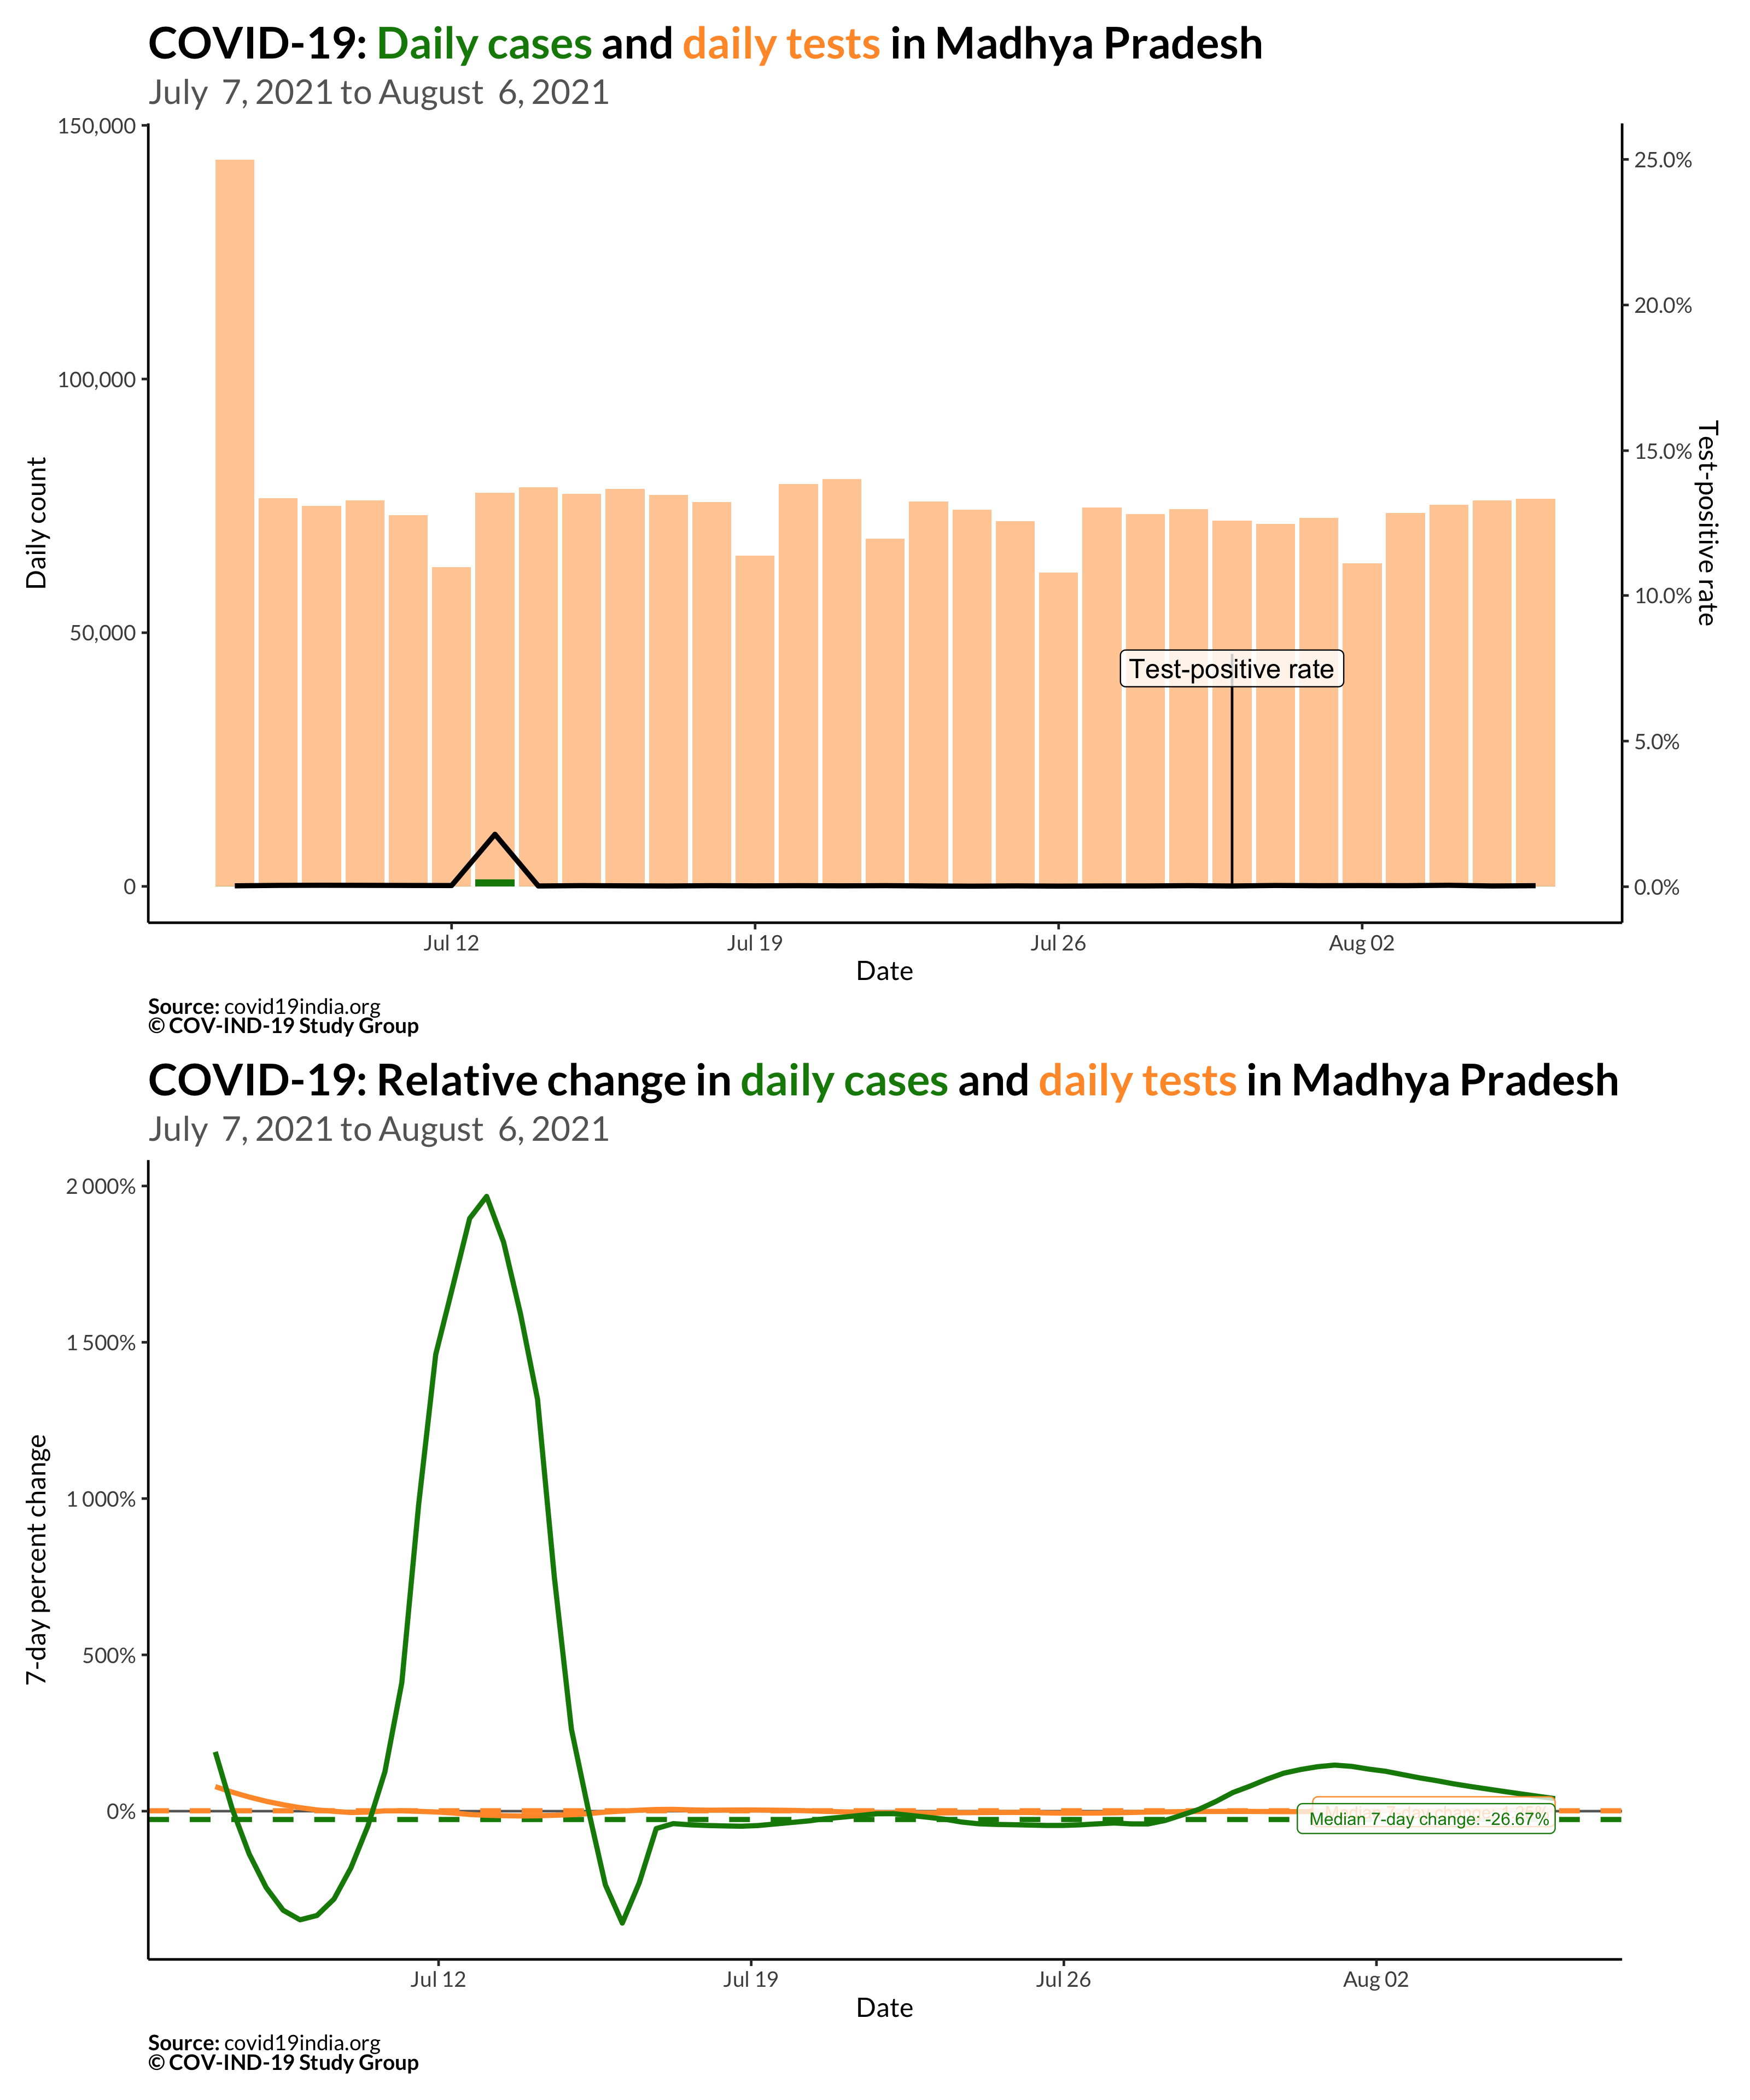 COVID-19: Daily cases and daily tests in Madhya Pradesh
July 7, 2021 to August 6, 2021
150,000
100,000
50,000
0
Daily count
25.0%
20.0%
15.0%
10.0%
5.0%
0.0%
Test-positive rate
Test-positive rate
Jul 12
Jul 19
Jul 26
Aug 02
Date
Source: covid19india.org
© COV-IND-19 Study Group
COVID-19: Relative change in daily cases and daily tests in Madhya Pradesh
July 7, 2021 to August 6, 2021
2 000%
1 500%
1 000%
500%
0%
7-day percent change
Median 7-day change: -26.67%
Jul 12
Jul 19
Jul 26
Aug 02
Date
Source: covid19india.org
© COV-IND-19 Study Group